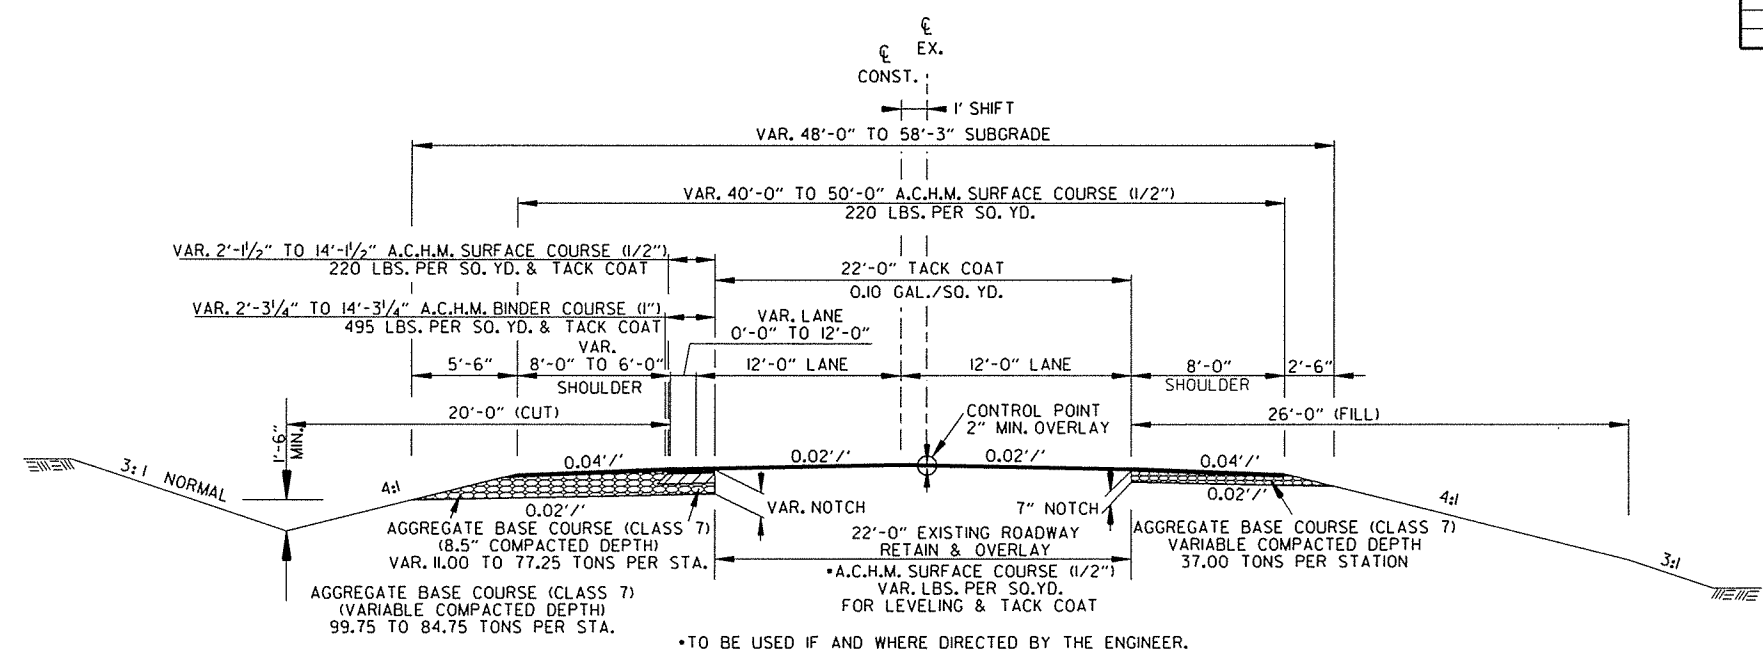 ℄
EX.
℄
CONST.
1' SHIFT
VAR. 48'-0" TO 58'-3" SUBGRADE
VAR. 40'-0" TO 50'-0" A.C.H.M. SURFACE COURSE (1/2")
220 LBS. PER SQ. YD.
VAR. 2'-1½" TO 14'-1½" A.C.H.M. SURFACE COURSE (1/2")
220 LBS. PER SQ. YD. & TACK COAT
22'-0" TACK COAT
0.10 GAL./SQ. YD.
VAR. 2'-3¼" TO 14'-3¼" A.C.H.M. BINDER COURSE (1")
495 LBS. PER SQ. YD. & TACK COAT
VAR. LANE
0'-0" TO 12'-0"
5'-6"
VAR.
8'-0" TO 6'-0"
SHOULDER
12'-0" LANE
12'-0" LANE
8'-0"
SHOULDER
2'-6"
20'-0" (CUT)
26'-0" (FILL)
1'-6"
MIN.
CONTROL POINT
2" MIN. OVERLAY
3:1 NORMAL
4:1
0.04'/'
0.02'/'
0.02'/'
0.04'/'
0.02'/'
0.02'/'
4:1
3:1
VAR. NOTCH
7" NOTCH
AGGREGATE BASE COURSE (CLASS 7)
(8.5" COMPACTED DEPTH)
VAR. 11.00 TO 77.25 TONS PER STA.
22'-0" EXISTING ROADWAY
RETAIN & OVERLAY
•A.C.H.M. SURFACE COURSE (1/2")
VAR. LBS. PER SQ.YD.
FOR LEVELING & TACK COAT
AGGREGATE BASE COURSE (CLASS 7)
VARIABLE COMPACTED DEPTH
37.00 TONS PER STATION
AGGREGATE BASE COURSE (CLASS 7)
(VARIABLE COMPACTED DEPTH)
99.75 TO 84.75 TONS PER STA.
•TO BE USED IF AND WHERE DIRECTED BY THE ENGINEER.